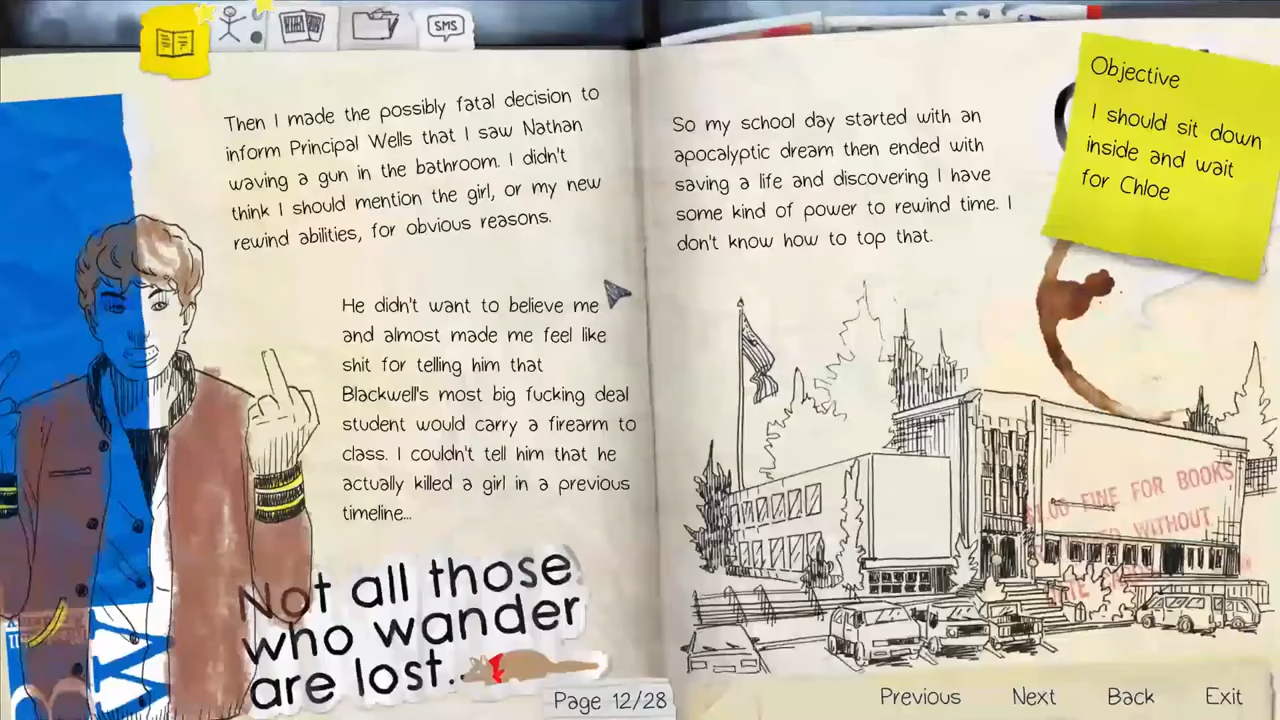 SMS
Then I made the possibly fatal decision to
inform Principal Wells that I saw Nathan
waving a gun in the bathroom. I didn't
think I should mention the girl, or my new
rewind abilities, for obvious reasons.
He didn't want to believe me
and almost made me feel like
shit for telling him that
Blackwell's most big fucking deal
student would carry a firearm to
class. I couldn't tell him that he
actually killed a girl in a previous
timeline...
Not all those
who wander
are lost..
Page 12/28
So my school day started with an
apocalyptic dream then ended with
saving a life and discovering I have
some kind of power to rewind time. I
don't know how to top that.
Objective
I should sit down
inside and wait
for Chloe
FINE FOR BOOKS
WITHOUT
Previous
Next
Back
Exit